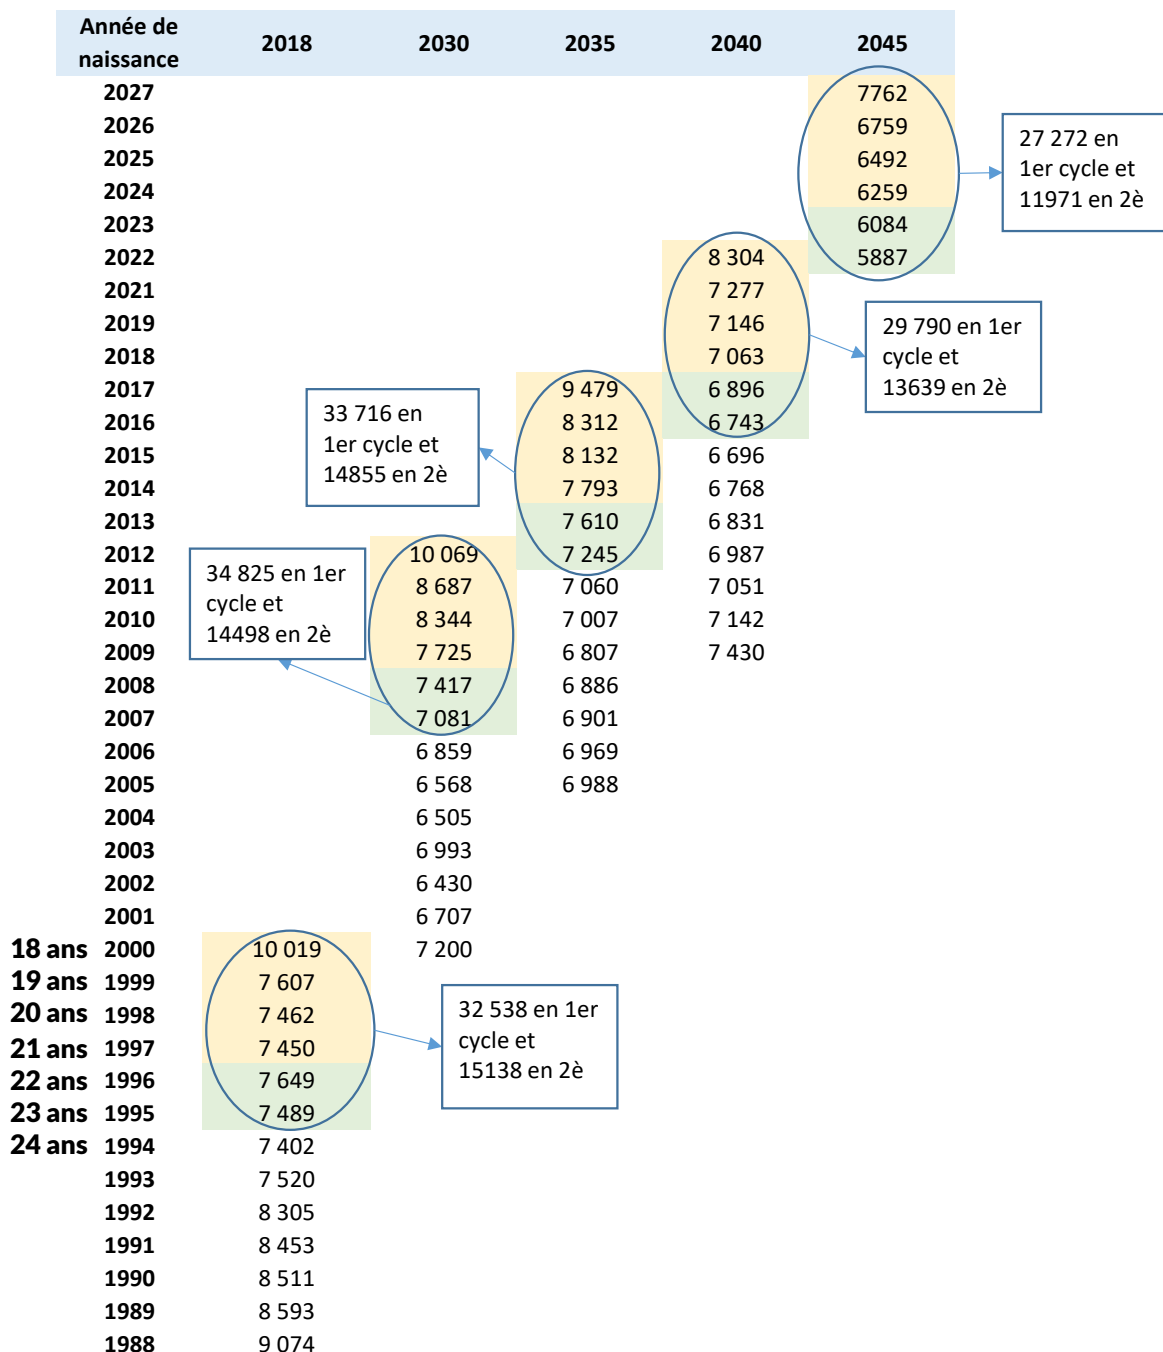 Année de naissance 2018 2030 2035 2040 2045
2027 7762
2026 6759
2025 6492
2024 6259
2023 6084
2022 8 304 5887
2021 7 277
2019 7 146
2018 7 063
2017 9 479 6 896
2016 8 312 6 743
2015 8 132 6 696
2014 7 793 6 768
2013 7 610 6 831
2012 10 069 7 245 6 987
2011 8 687 7 060 7 051
2010 8 344 7 007 7 142
2009 7 725 6 807 7 430
2008 7 417 6 886
2007 7 081 6 901
2006 6 859 6 969
2005 6 568 6 988
2004 6 505
2003 6 993
2002 6 430
2001 6 707
18 ans 2000 10 019 7 200
19 ans 1999 7 607
20 ans 1998 7 462
21 ans 1997 7 450
22 ans 1996 7 649
23 ans 1995 7 489
24 ans 1994 7 402
1993 7 520
1992 8 305
1991 8 453
1990 8 511
1989 8 593
1988 9 074
27 272 en
1er cycle et
11971 en 2è
29 790 en 1er
cycle et
13639 en 2è
33 716 en
1er cycle et
14855 en 2è
34 825 en 1er
cycle et
14498 en 2è
32 538 en 1er
cycle et
15138 en 2è